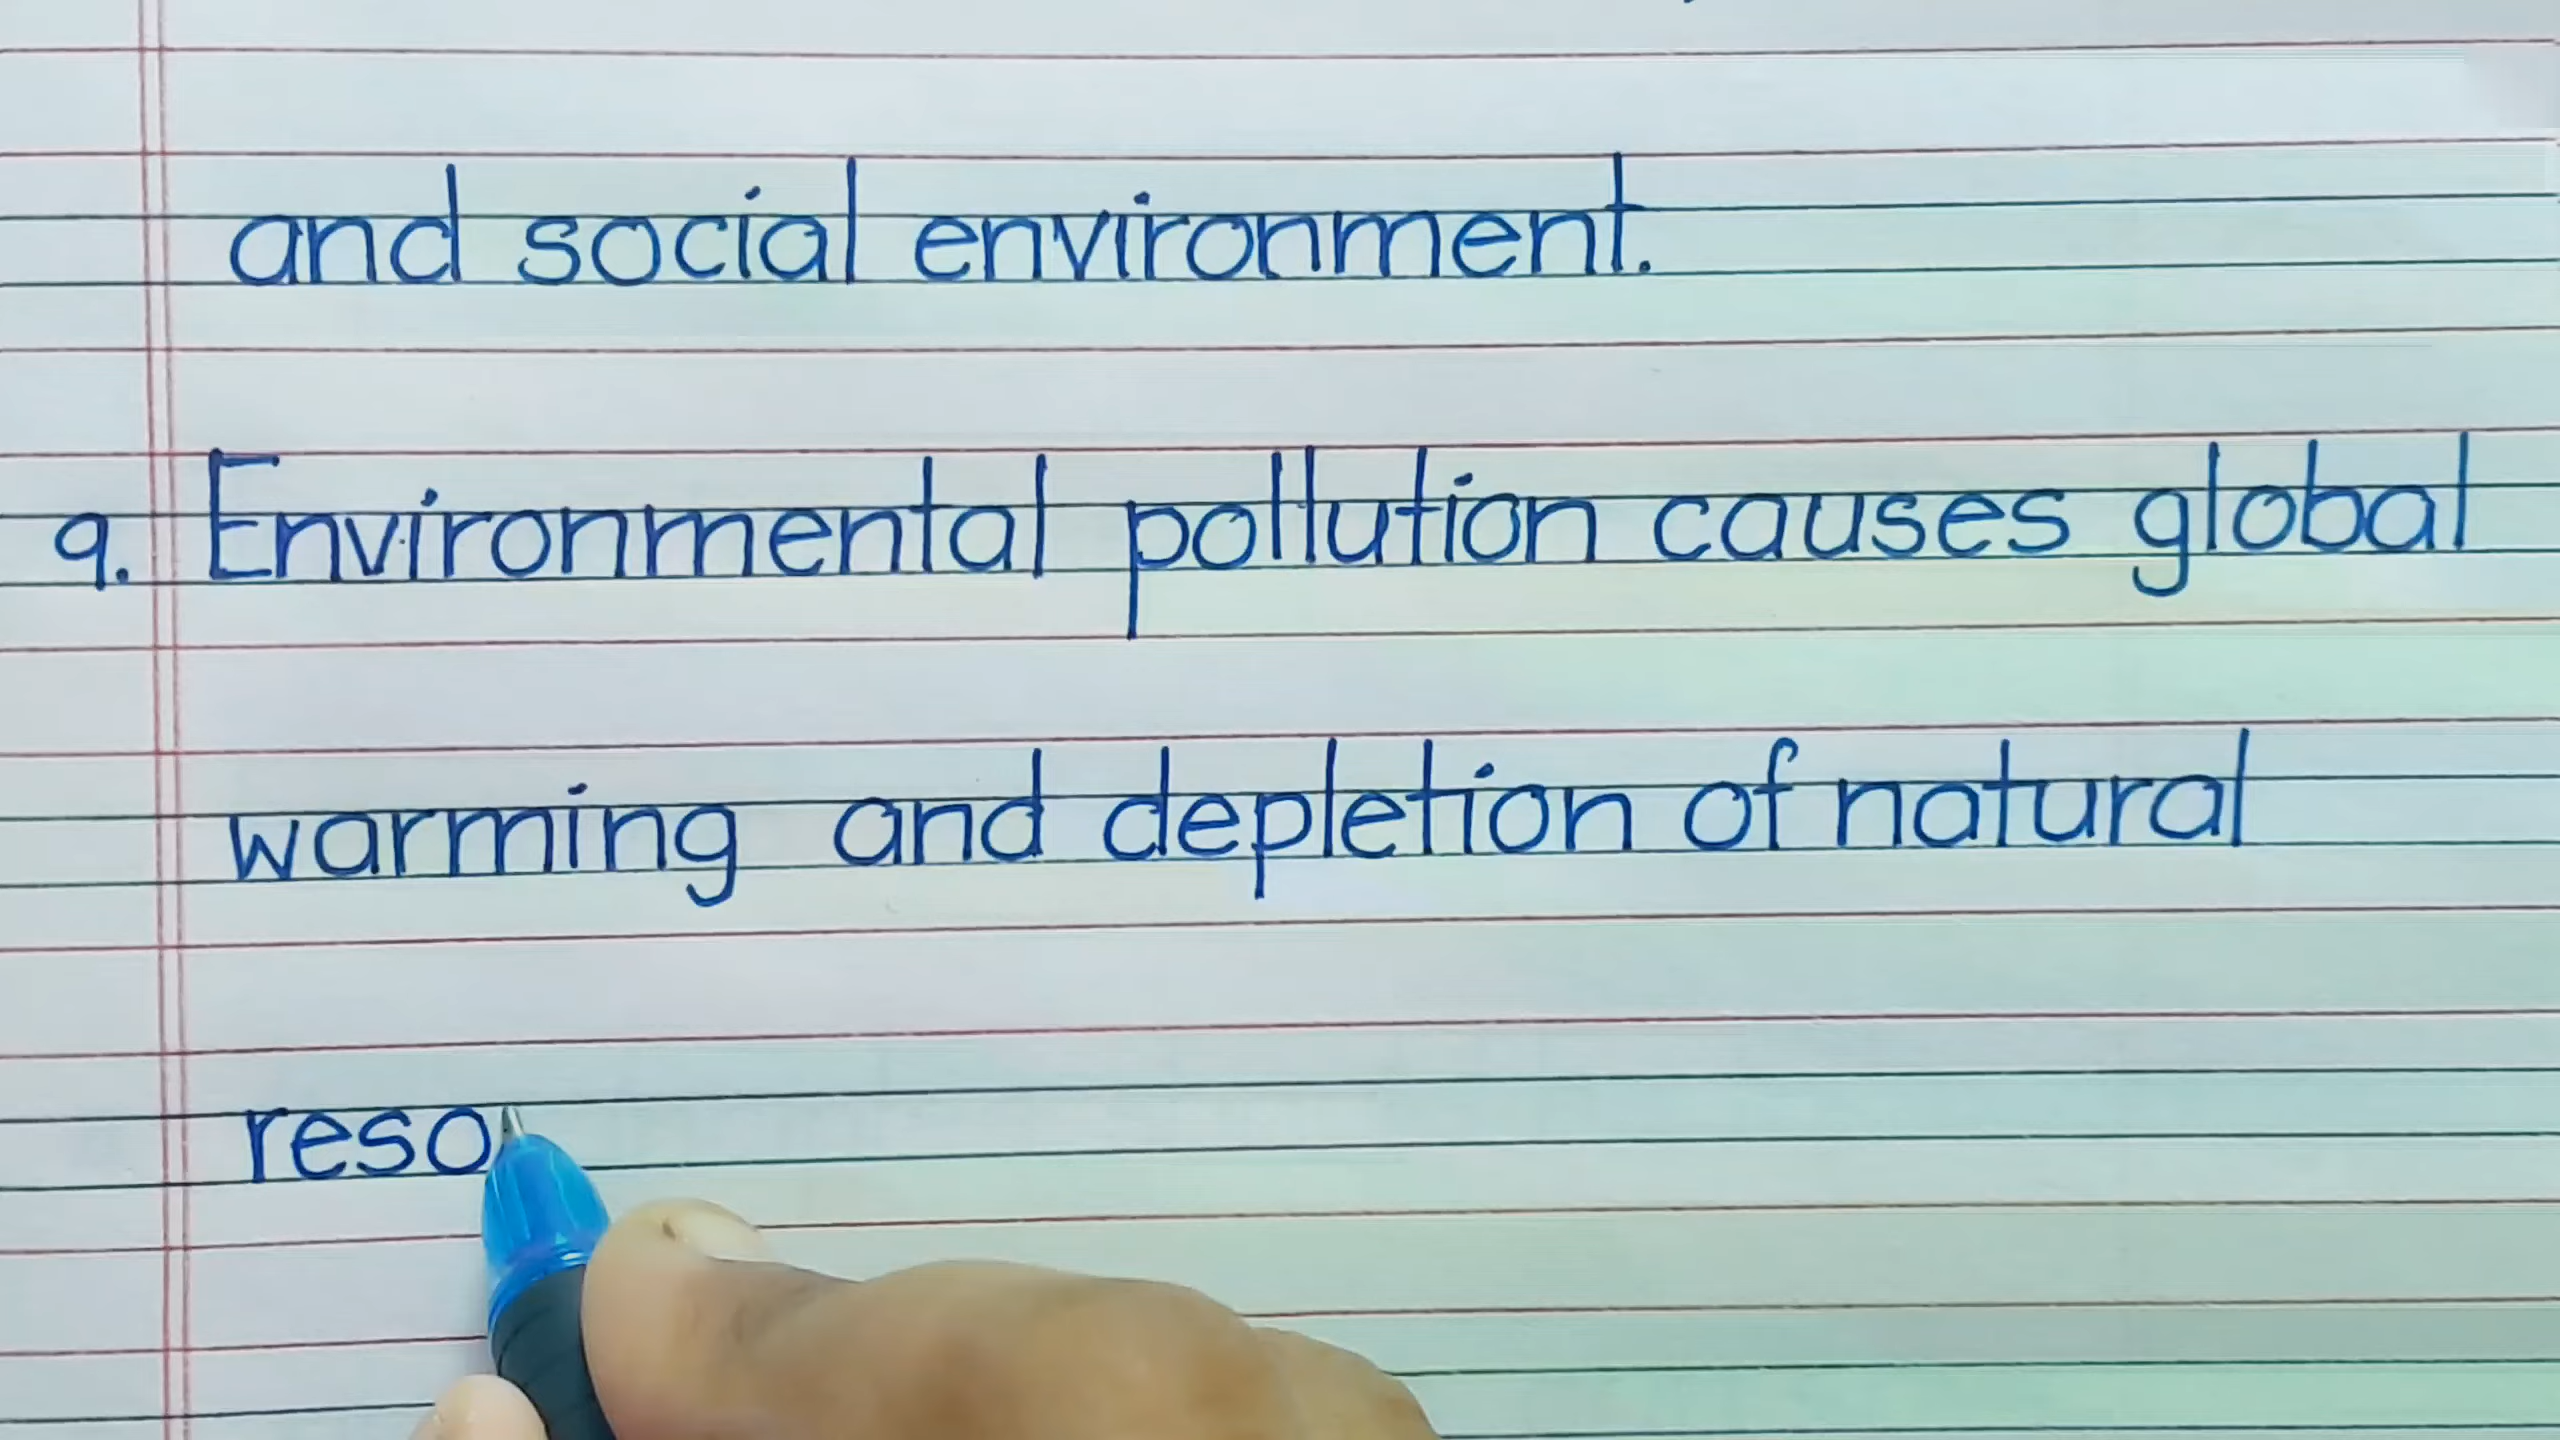 and social environment.
9. Environmental pollution causes global
warming and depletion of natural
reso